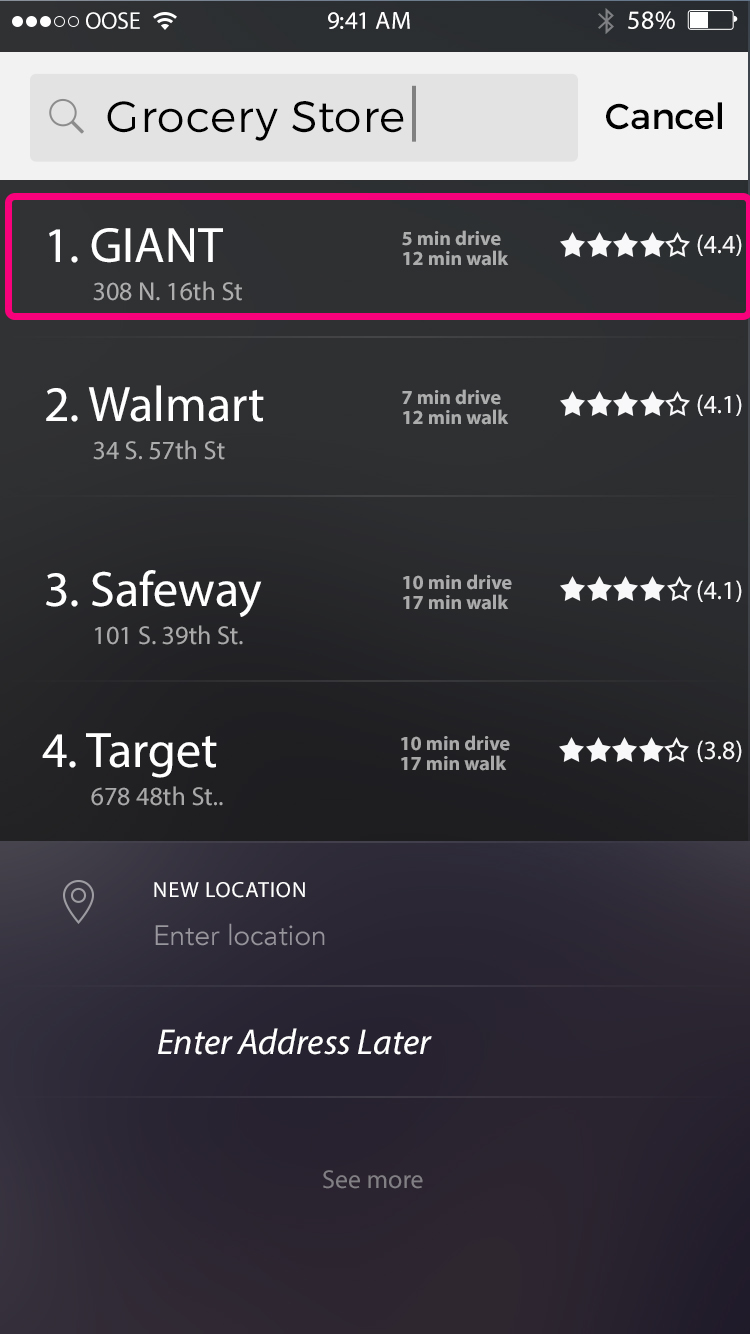 OOSE 9:41 AM 58%
Grocery Store Cancel
1. GIANT 5 min drive (4.4)
12 min walk
308 N. 16th St
2. Walmart 7 min drive (4.1)
12 min walk
34 S. 57th St
3. Safeway 10 min drive (4.1)
17 min walk
101 S. 39th St.
4. Target 10 min drive (3.8)
17 min walk
678 48th St..
NEW LOCATION
Enter location
Enter Address Later
See more